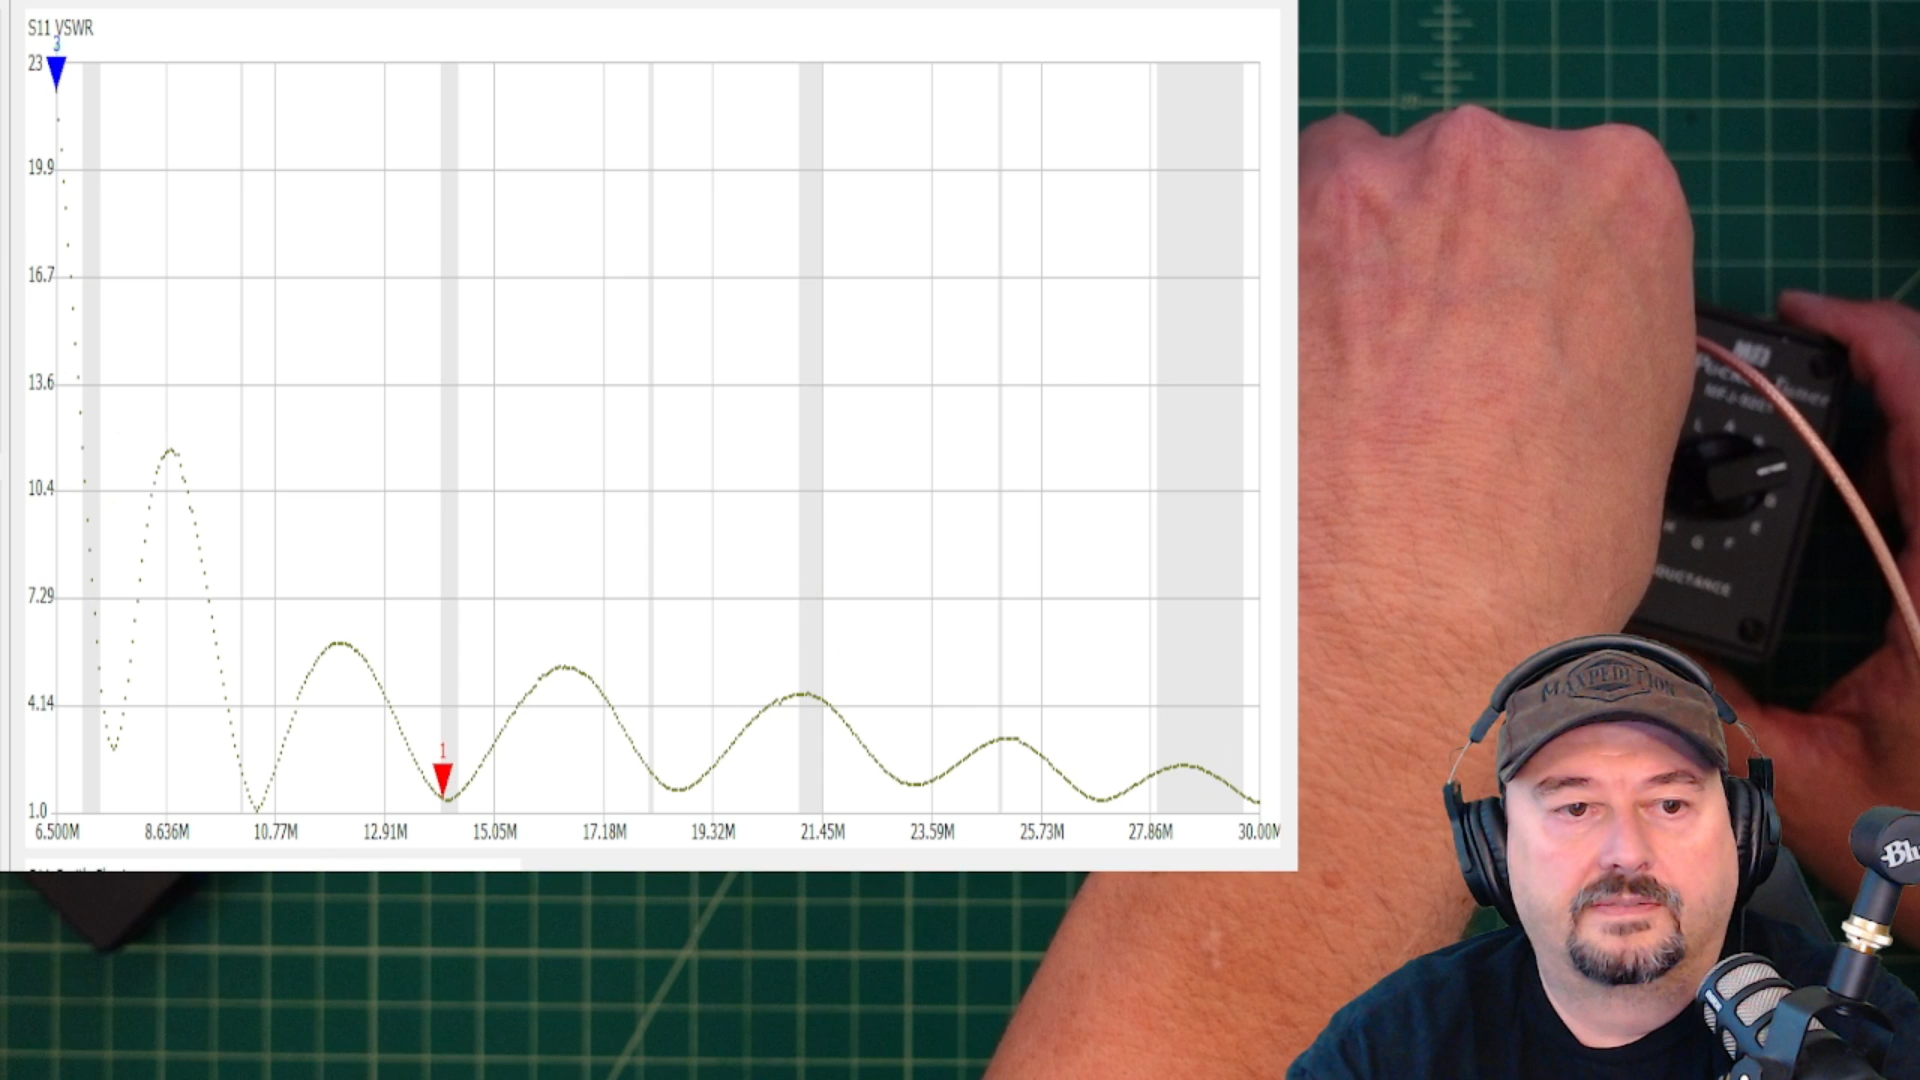 S11 VSWR
3
23
19.9
16.7
13.6
10.4
7.29
4.14
1
1.0
6.500M 8.636M 10.77M 12.91M 15.05M 17.18M 19.32M 21.45M 23.59M 25.73M 27.86M 30.00M
MFJ
L A
G F E
MAXPEDITION
Blu